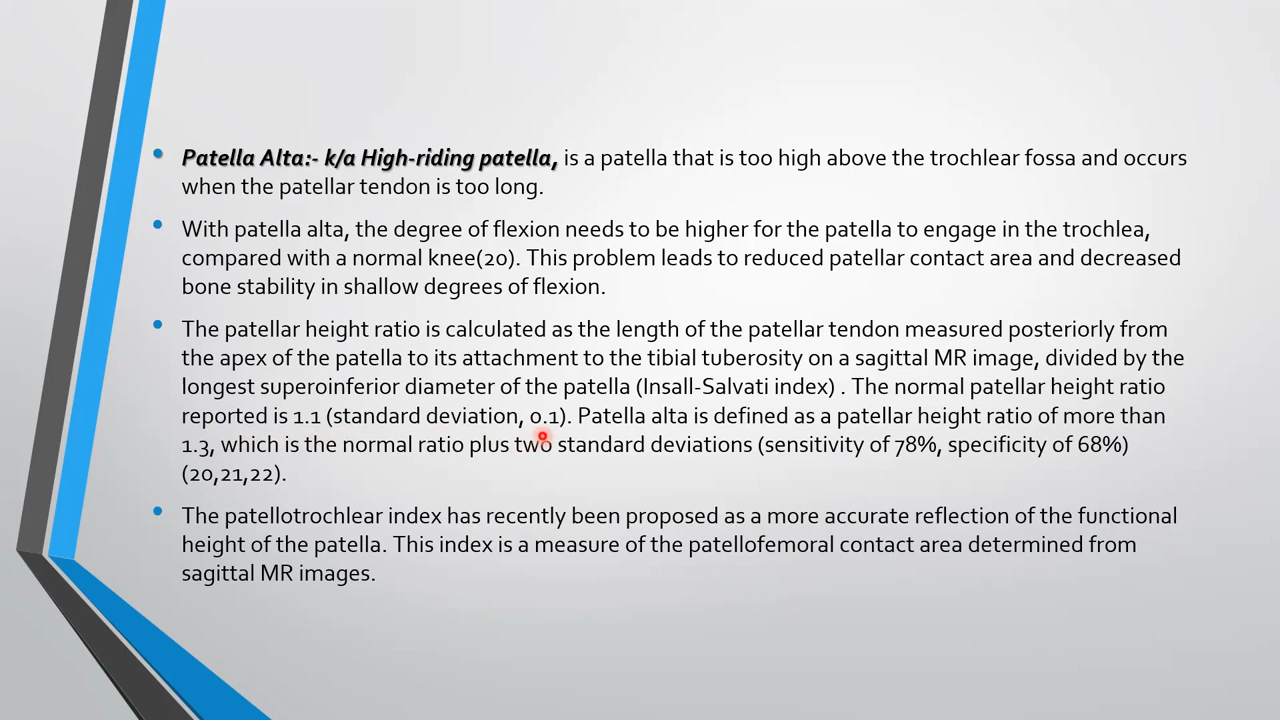 Patella Alta:- k/a High-riding patella, is a patella that is too high above the trochlear fossa and occurs
when the patellar tendon is too long.
With patella alta, the degree of flexion needs to be higher for the patella to engage in the trochlea,
compared with a normal knee(20). This problem leads to reduced patellar contact area and decreased
bone stability in shallow degrees of flexion.
The patellar height ratio is calculated as the length of the patellar tendon measured posteriorly from
the apex of the patella to its attachment to the tibial tuberosity on a sagittal MR image, divided by the
longest superoinferior diameter of the patella (Insall-Salvati index) . The normal patellar height ratio
reported is 1.1 (standard deviation, 0.1). Patella alta is defined as a patellar height ratio of more than
1.3, which is the normal ratio plus two standard deviations (sensitivity of 78%, specificity of 68%)
(20,21,22).
The patellotrochlear index has recently been proposed as a more accurate reflection of the functional
height of the patella. This index is a measure of the patellofemoral contact area determined from
sagittal MR images.